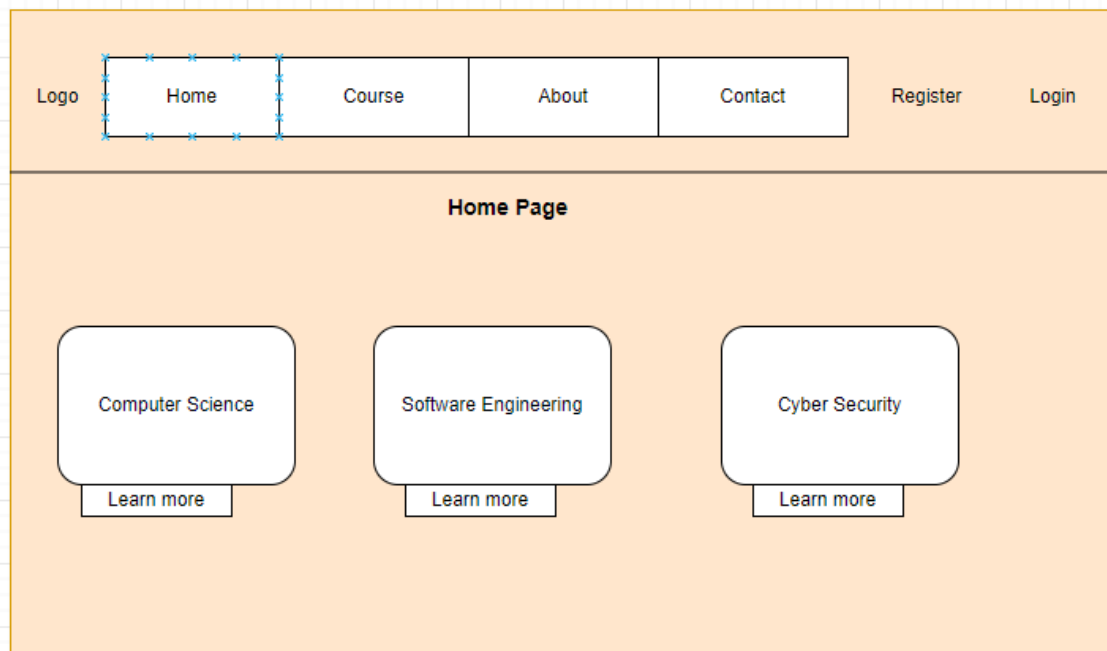 Logo Home Course About Contact Register Login
Home Page
Computer Science Software Engineering Cyber Security
Learn more Learn more Learn more